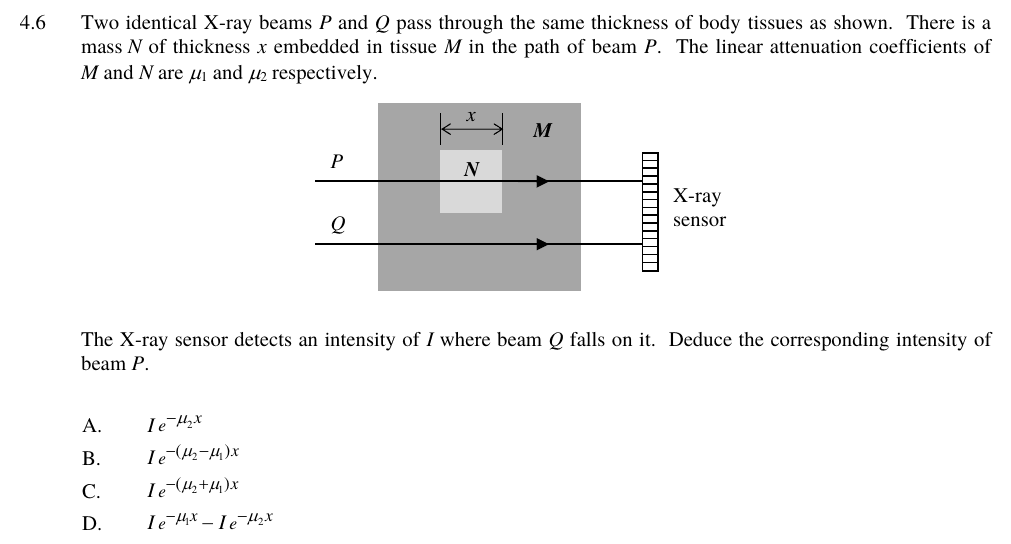 4.6 Two identical X-ray beams P and Q pass through the same thickness of body tissues as shown. There is a
mass N of thickness x embedded in tissue M in the path of beam P. The linear attenuation coefficients of
M and N are μ₁ and μ₂ respectively.
x
M
P
N
X-ray
sensor
Q
The X-ray sensor detects an intensity of I where beam Q falls on it. Deduce the corresponding intensity of
beam P.
A. I e^{−μ₂x}
B. I e^{−(μ₂−μ₁)x}
C. I e^{−(μ₂+μ₁)x}
D. I e^{−μ₁x} − I e^{−μ₂x}